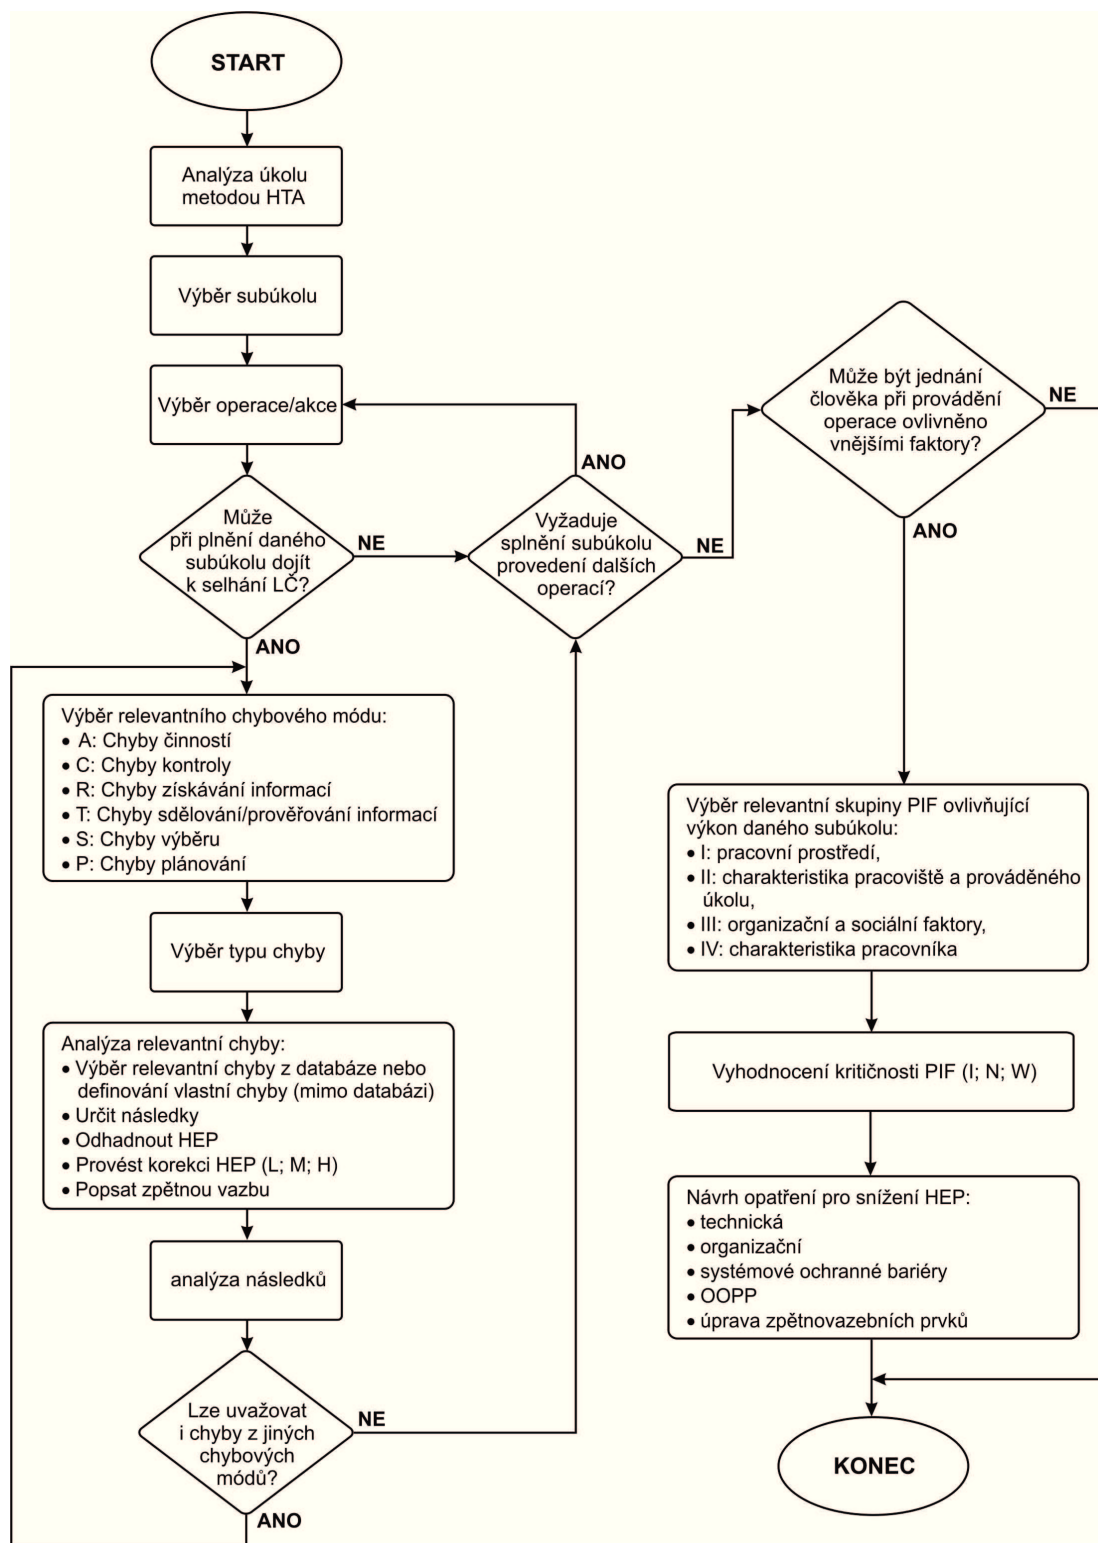 START
Analýza úkolu
metodou HTA
Výběr subúkolu
Výběr operace/akce
Může
při plnění daného
subúkolu dojít
k selhání LČ?
NE
ANO
Vyžaduje
splnění subúkolu
provedení dalších
operací?
ANO
NE
Výběr relevantního chybového módu:
• A: Chyby činností
• C: Chyby kontroly
• R: Chyby získávání informací
• T: Chyby sdělování/prověřování informací
• S: Chyby výběru
• P: Chyby plánování
Výběr typu chyby
Analýza relevantní chyby:
• Výběr relevantní chyby z databáze nebo
definování vlastní chyby (mimo databázi)
• Určit následky
• Odhadnout HEP
• Provést korekci HEP (L; M; H)
• Popsat zpětnou vazbu
analýza následků
Lze uvažovat
i chyby z jiných
chybových
módů?
NE
ANO
Může být jednání
člověka při provádění
operace ovlivněno
vnějšími faktory?
NE
ANO
Výběr relevantní skupiny PIF ovlivňující
výkon daného subúkolu:
• I: pracovní prostředí,
• II: charakteristika pracoviště a prováděného
úkolu,
• III: organizační a sociální faktory,
• IV: charakteristika pracovníka
Vyhodnocení kritičnosti PIF (I; N; W)
Návrh opatření pro snížení HEP:
• technická
• organizační
• systémové ochranné bariéry
• OOPP
• úprava zpětnovazebních prvků
KONEC